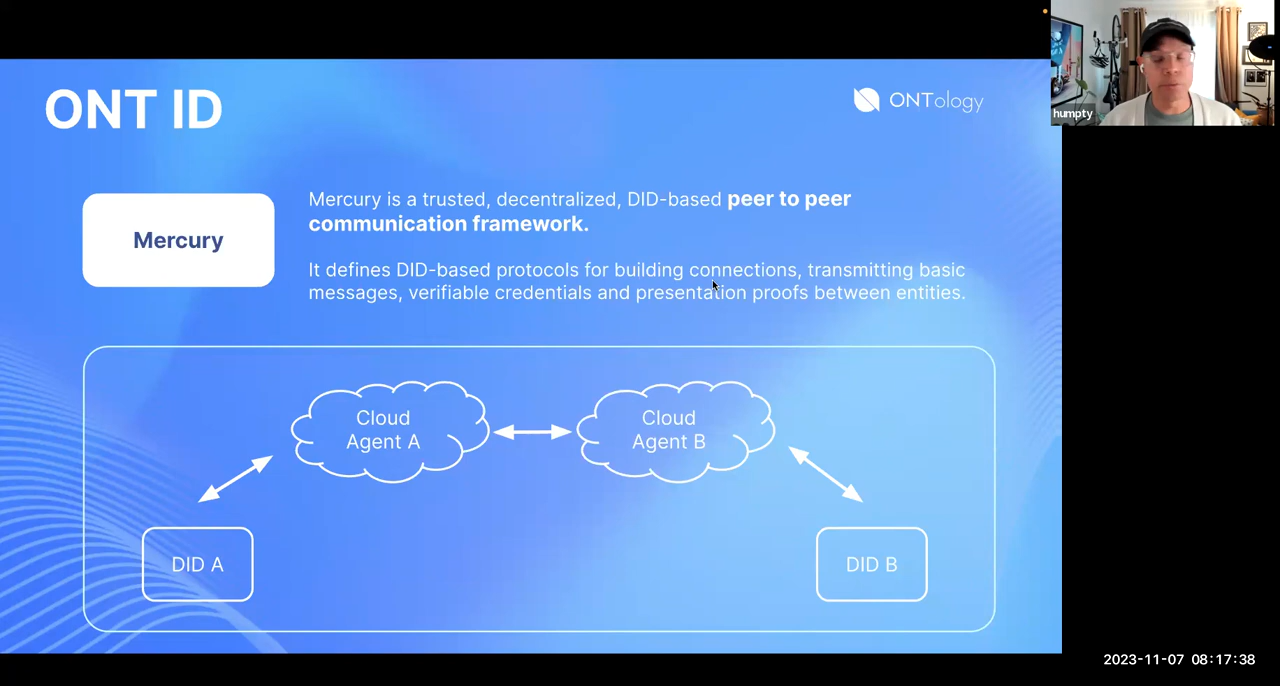 ONT ID
ONTology
humpty
Mercury
Mercury is a trusted, decentralized, DID-based peer to peer
communication framework.
It defines DID-based protocols for building connections, transmitting basic
messages, verifiable credentials and presentation proofs between entities.
Cloud
Agent A
Cloud
Agent B
DID A
DID B
2023-11-07 08:17:38